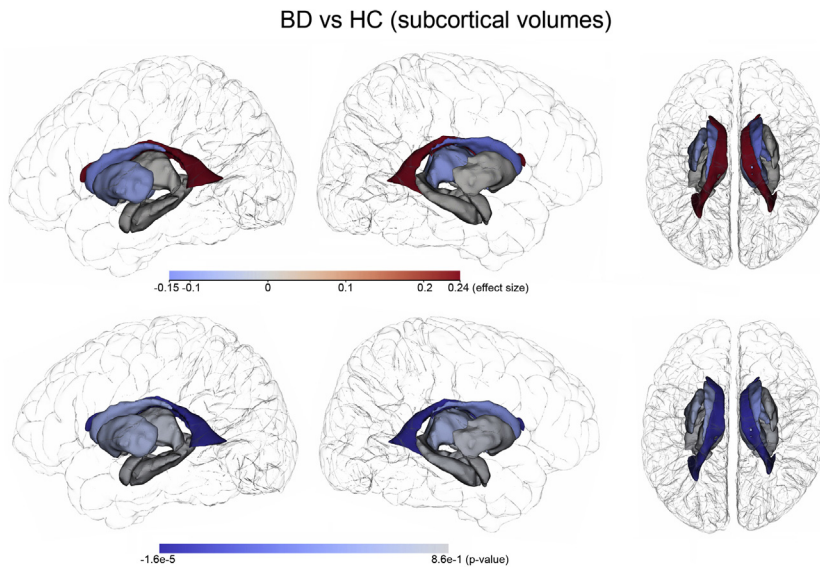 BD vs HC (subcortical volumes)
-0.15 -0.1 0 0.1 0.2 0.24 (effect size)
-1.6e-5 8.6e-1 (p-value)